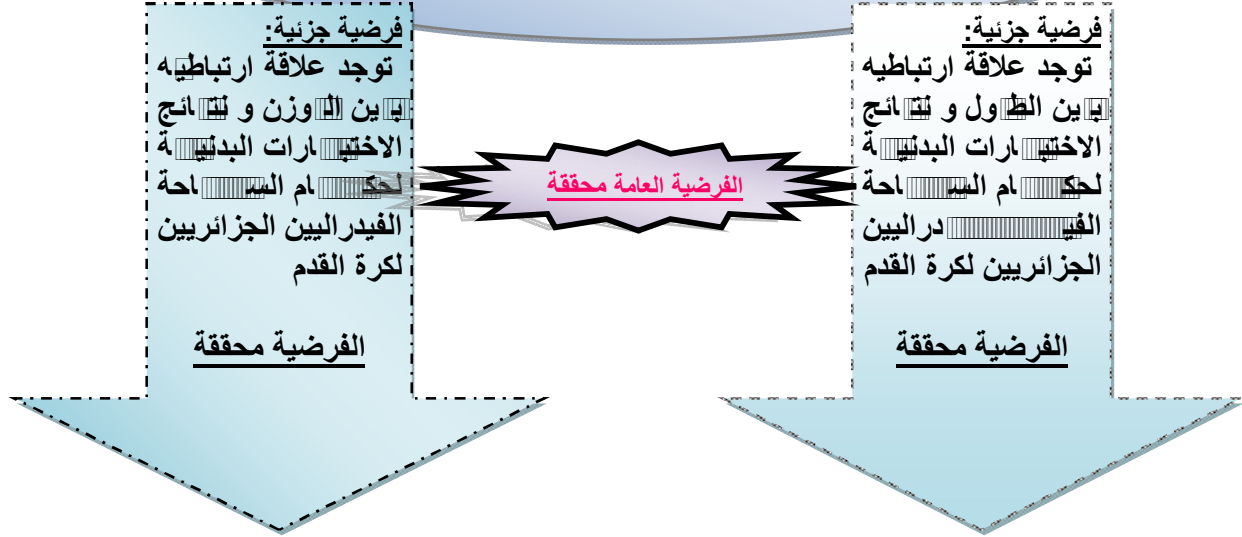 فرضية جزئية:
توجد علاقة ارتباطيه
بين الطول و نتائج
الاختبارات البدنية
لحكام الساحة
الفيدراليين
الجزائريين لكرة القدم
الفرضية محققة
الفرضية العامة محققة
فرضية جزئية:
توجد علاقة ارتباطيه
بين الوزن و نتائج
الاختبارات البدنية
لحكام الساحة
الفيدراليين الجزائريين
لكرة القدم
الفرضية محققة